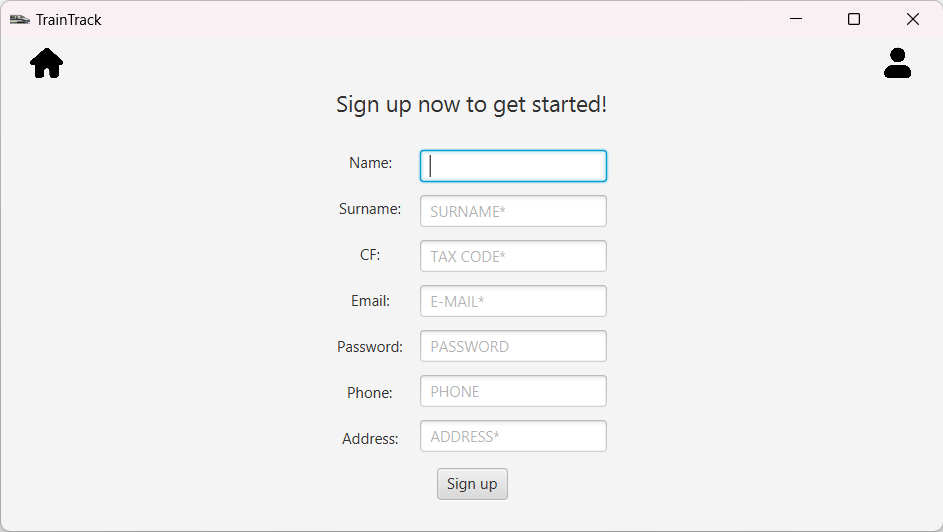 TrainTrack
Sign up now to get started!
Name:
Surname: SURNAME*
CF: TAX CODE*
Email: E-MAIL*
Password: PASSWORD
Phone: PHONE
Address: ADDRESS*
Sign up